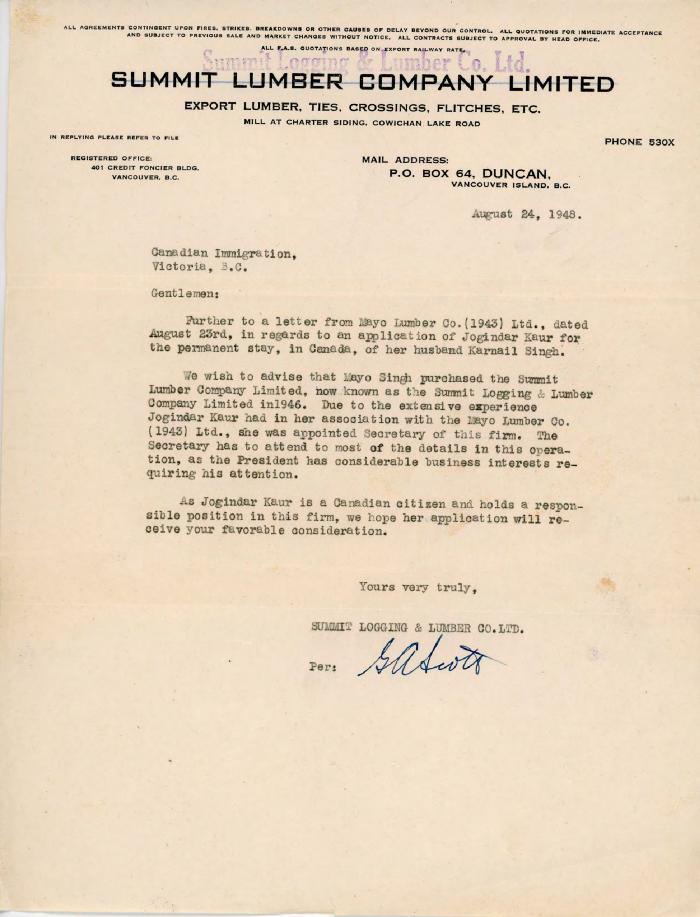 ALL AGREEMENTS CONTINGENT UPON FIRES, STRIKES, BREAKDOWNS OR OTHER CAUSES OF DELAY BEYOND OUR CONTROL. ALL QUOTATIONS FOR IMMEDIATE ACCEPTANCE
AND SUBJECT TO PREVIOUS SALE AND MARKET CHANGES WITHOUT NOTICE. ALL CONTRACTS SUBJECT TO APPROVAL BY HEAD OFFICE.
ALL F.A.S. QUOTATIONS BASED ON EXPORT RAILWAY RATE.
Summit Logging & Lumber Co. Ltd.
SUMMIT LUMBER COMPANY LIMITED
EXPORT LUMBER, TIES, CROSSINGS, FLITCHES, ETC.
MILL AT CHARTER SIDING, COWICHAN LAKE ROAD
IN REPLYING PLEASE REFER TO FILE
PHONE 530X
REGISTERED OFFICE:
401 CREDIT FONCIER BLDG.
VANCOUVER, B.C.
MAIL ADDRESS:
P.O. BOX 64, DUNCAN,
VANCOUVER ISLAND, B.C.
August 24, 1948.
Canadian Immigration,
Victoria, B.C.
Gentlemen:
Further to a letter from Mayo Lumber Co.(1943) Ltd., dated
August 23rd, in regards to an application of Jogindar Kaur for
the permanent stay, in Canada, of her husband Karnail Singh.
We wish to advise that Mayo Singh purchased the Summit
Lumber Company Limited, now known as the Summit Logging & Lumber
Company Limited in1946. Due to the extensive experience
Jogindar Kaur had in her association with the Mayo Lumber Co.
(1943) Ltd., she was appointed Secretary of this firm. The
Secretary has to attend to most of the details in this opera-
tion, as the President has considerable business interests re-
quiring his attention.
As Jogindar Kaur is a Canadian citizen and holds a respon-
sible position in this firm, we hope her application will re-
ceive your favorable consideration.
Yours very truly,
SUMMIT LOGGING & LUMBER CO.LTD.
Per: GAScott